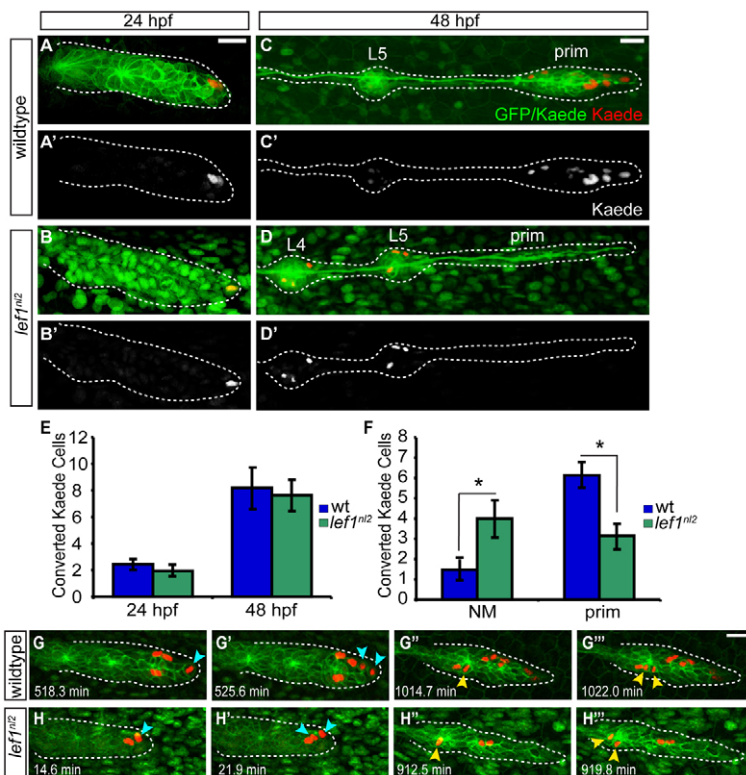 24 hpf 48 hpf
wildtype
A
C L5 prim
GFP/Kaede Kaede
A'
C'
Kaede
lef1nl2
B
D L4 L5 prim
B'
D'
E
Converted Kaede Cells
12
10
8
6
4
2
0
wt
lef1nl2
24 hpf 48 hpf
F
Converted Kaede Cells
8
7
6
5
4
3
2
1
0
* *
wt
lef1nl2
NM prim
wildtype
G 518.3 min
G' 525.6 min
G'' 1014.7 min
G''' 1022.0 min
lef1nl2
H 14.6 min
H' 21.9 min
H'' 912.5 min
H''' 919.8 min